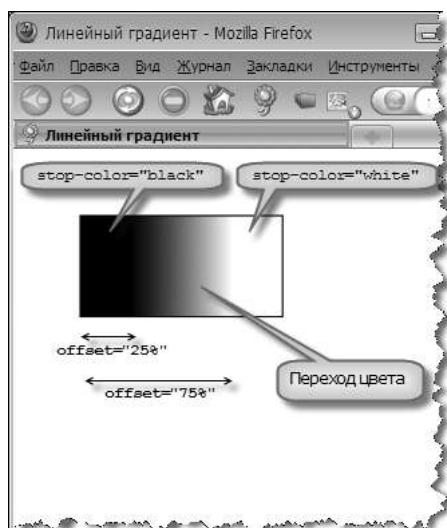 Линейный градиент - Mozilla Firefox
Файл Правка Вид Журнал Закладки Инструменты
Линейный градиент
stop-color="black" stop-color="white"
offset="25%"
Переход цвета
offset="75%"